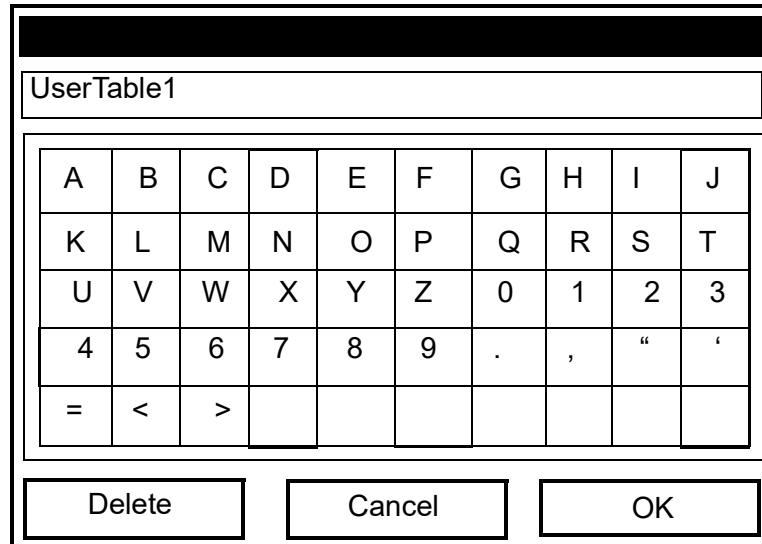 UserTable1
A B C D E F G H I J
K L M N O P Q R S T
U V W X Y Z 0 1 2 3
4 5 6 7 8 9 . , “ ‘
= < >
Delete Cancel OK